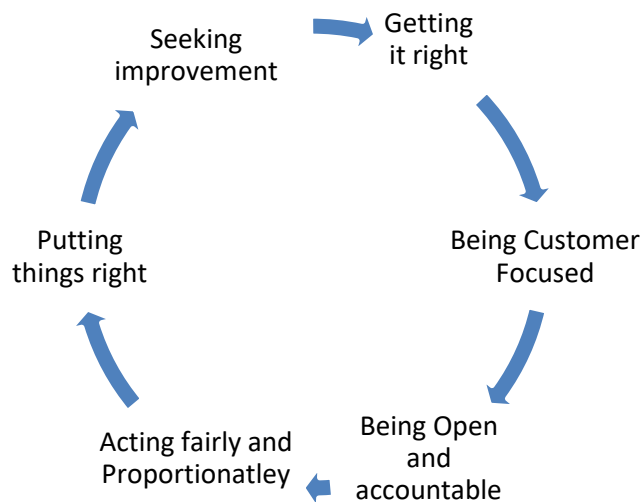 Getting
it right
Being Customer
Focused
Being Open
and
accountable
Acting fairly and
Proportionatley
Putting
things right
Seeking
improvement